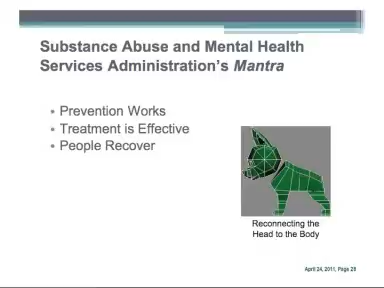 Substance Abuse and Mental Health
Services Administration's Mantra
• Prevention Works
• Treatment is Effective
• People Recover
Reconnecting the
Head to the Body
April 24, 2011, Page 28